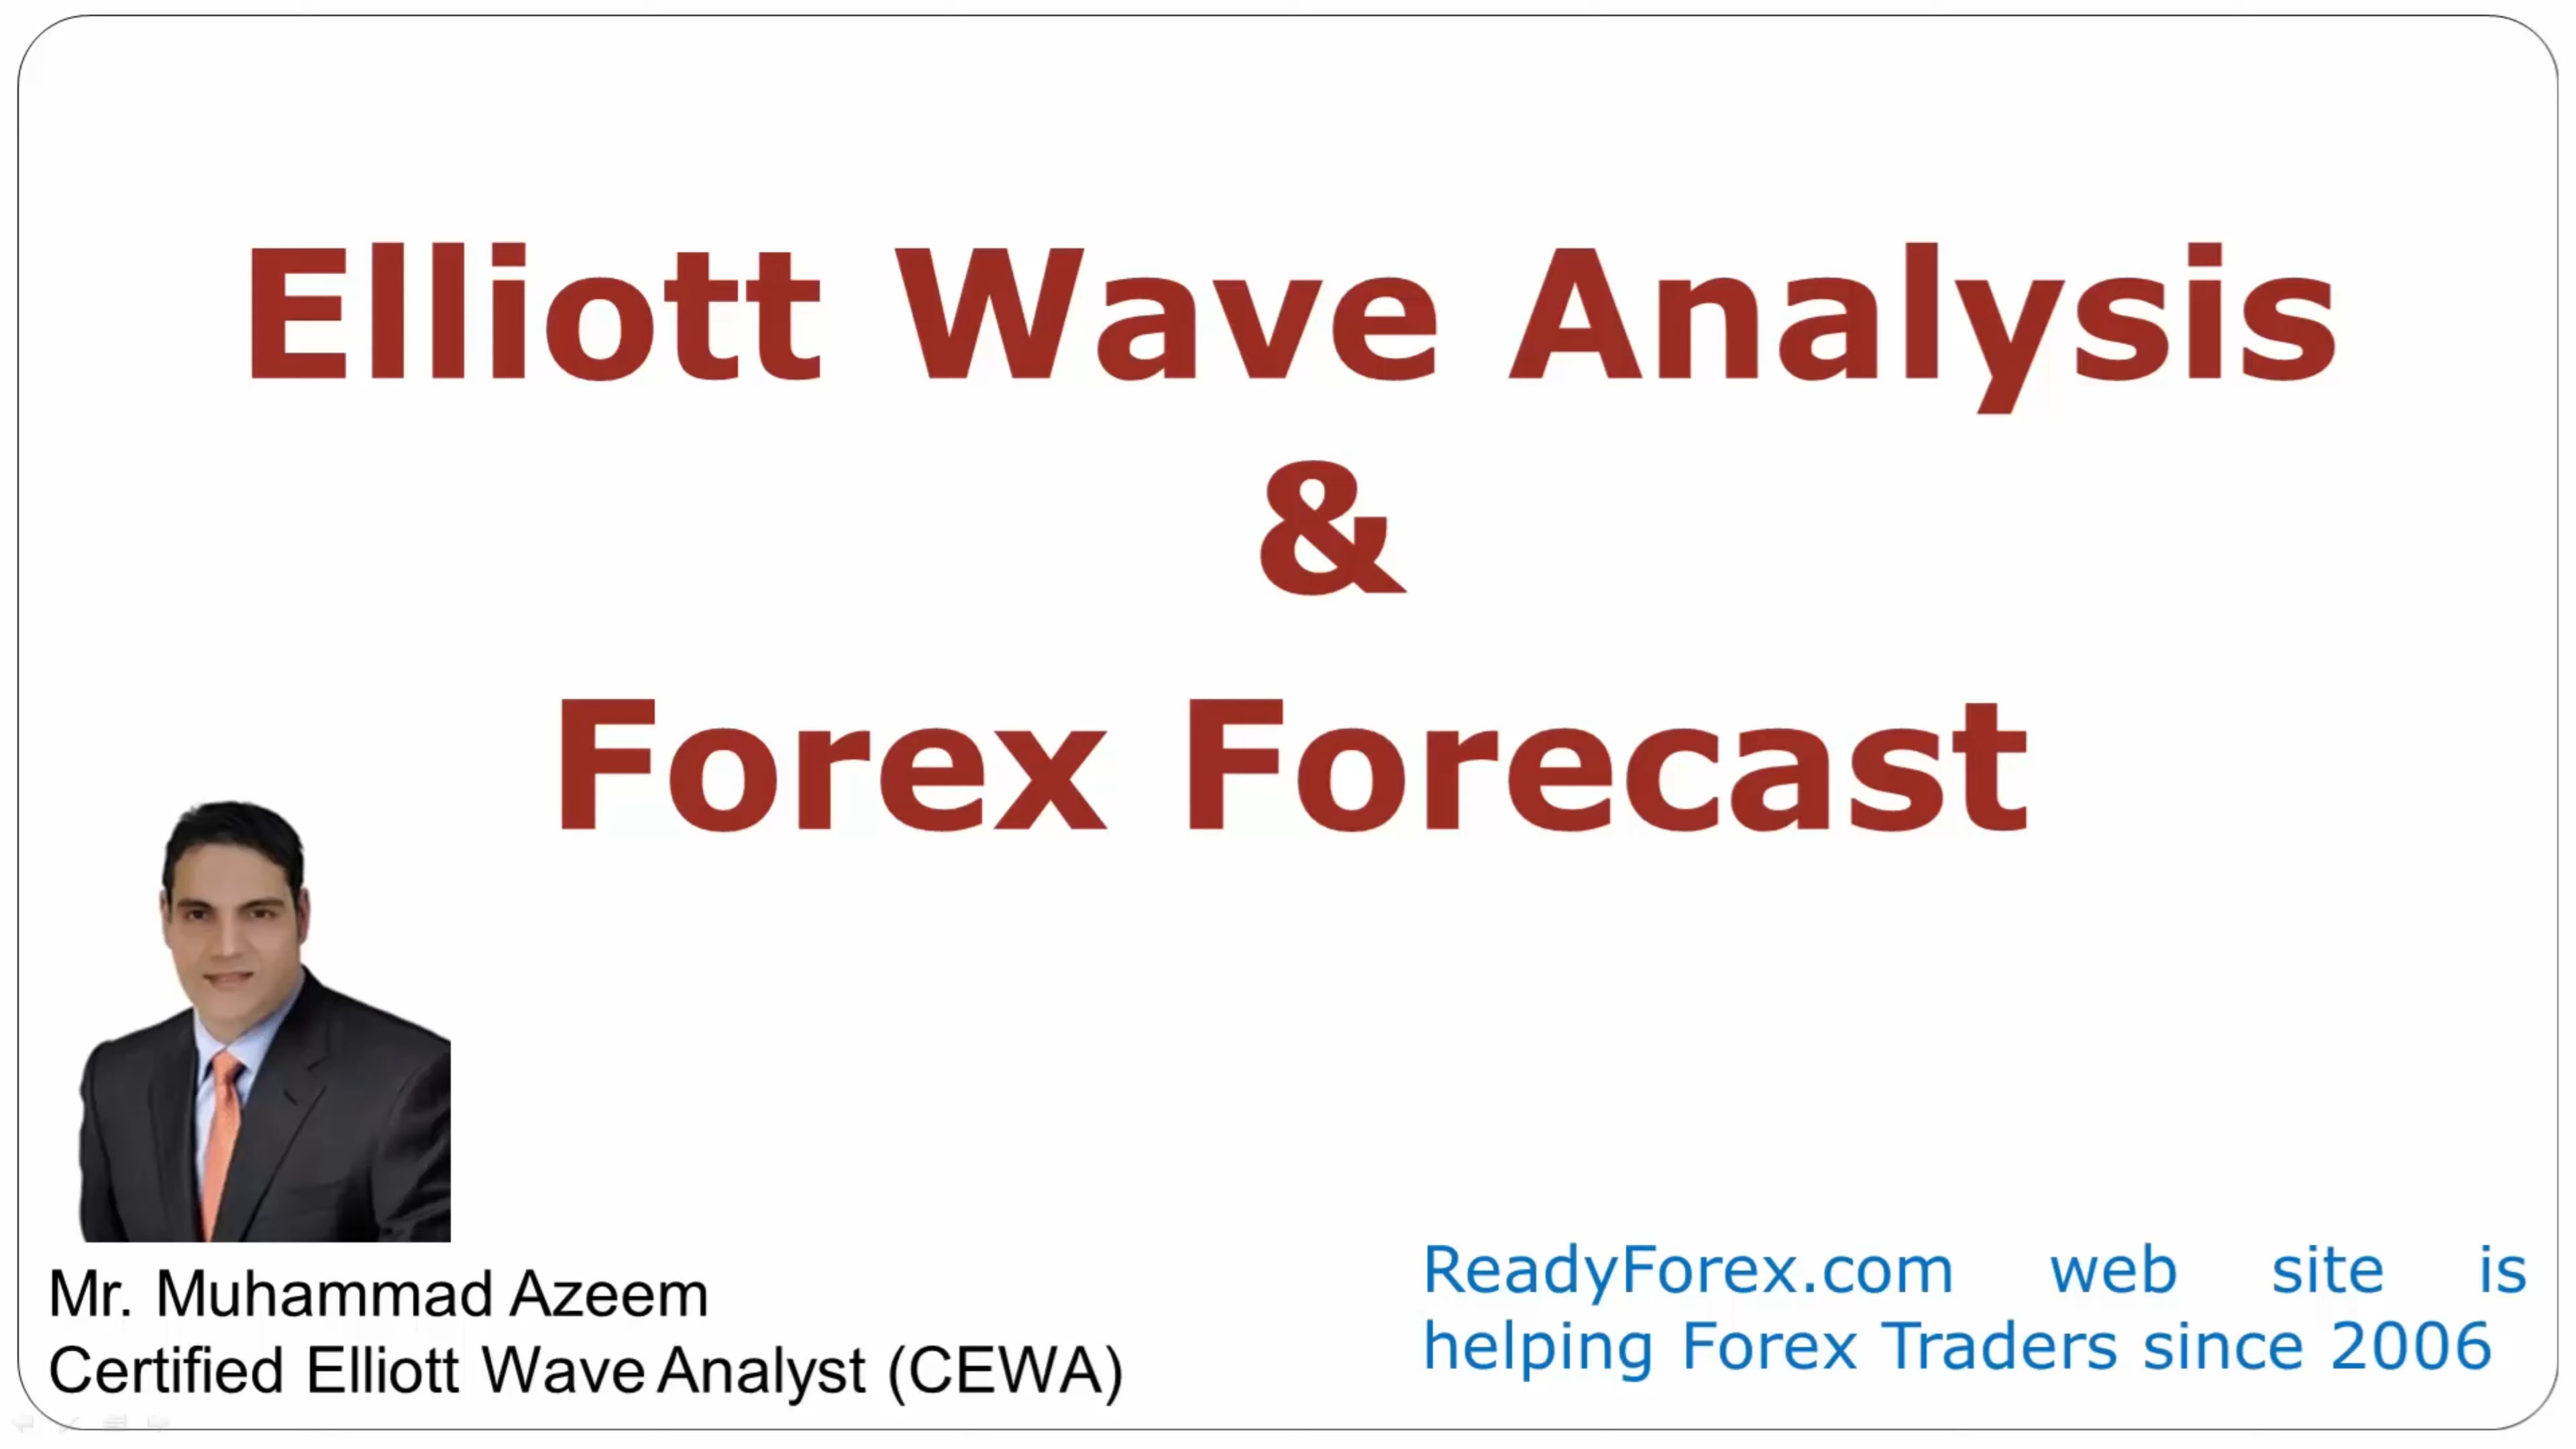 Elliott Wave Analysis
&
Forex Forecast
Mr. Muhammad Azeem
Certified Elliott Wave Analyst (CEWA)
ReadyForex.com web site is
helping Forex Traders since 2006